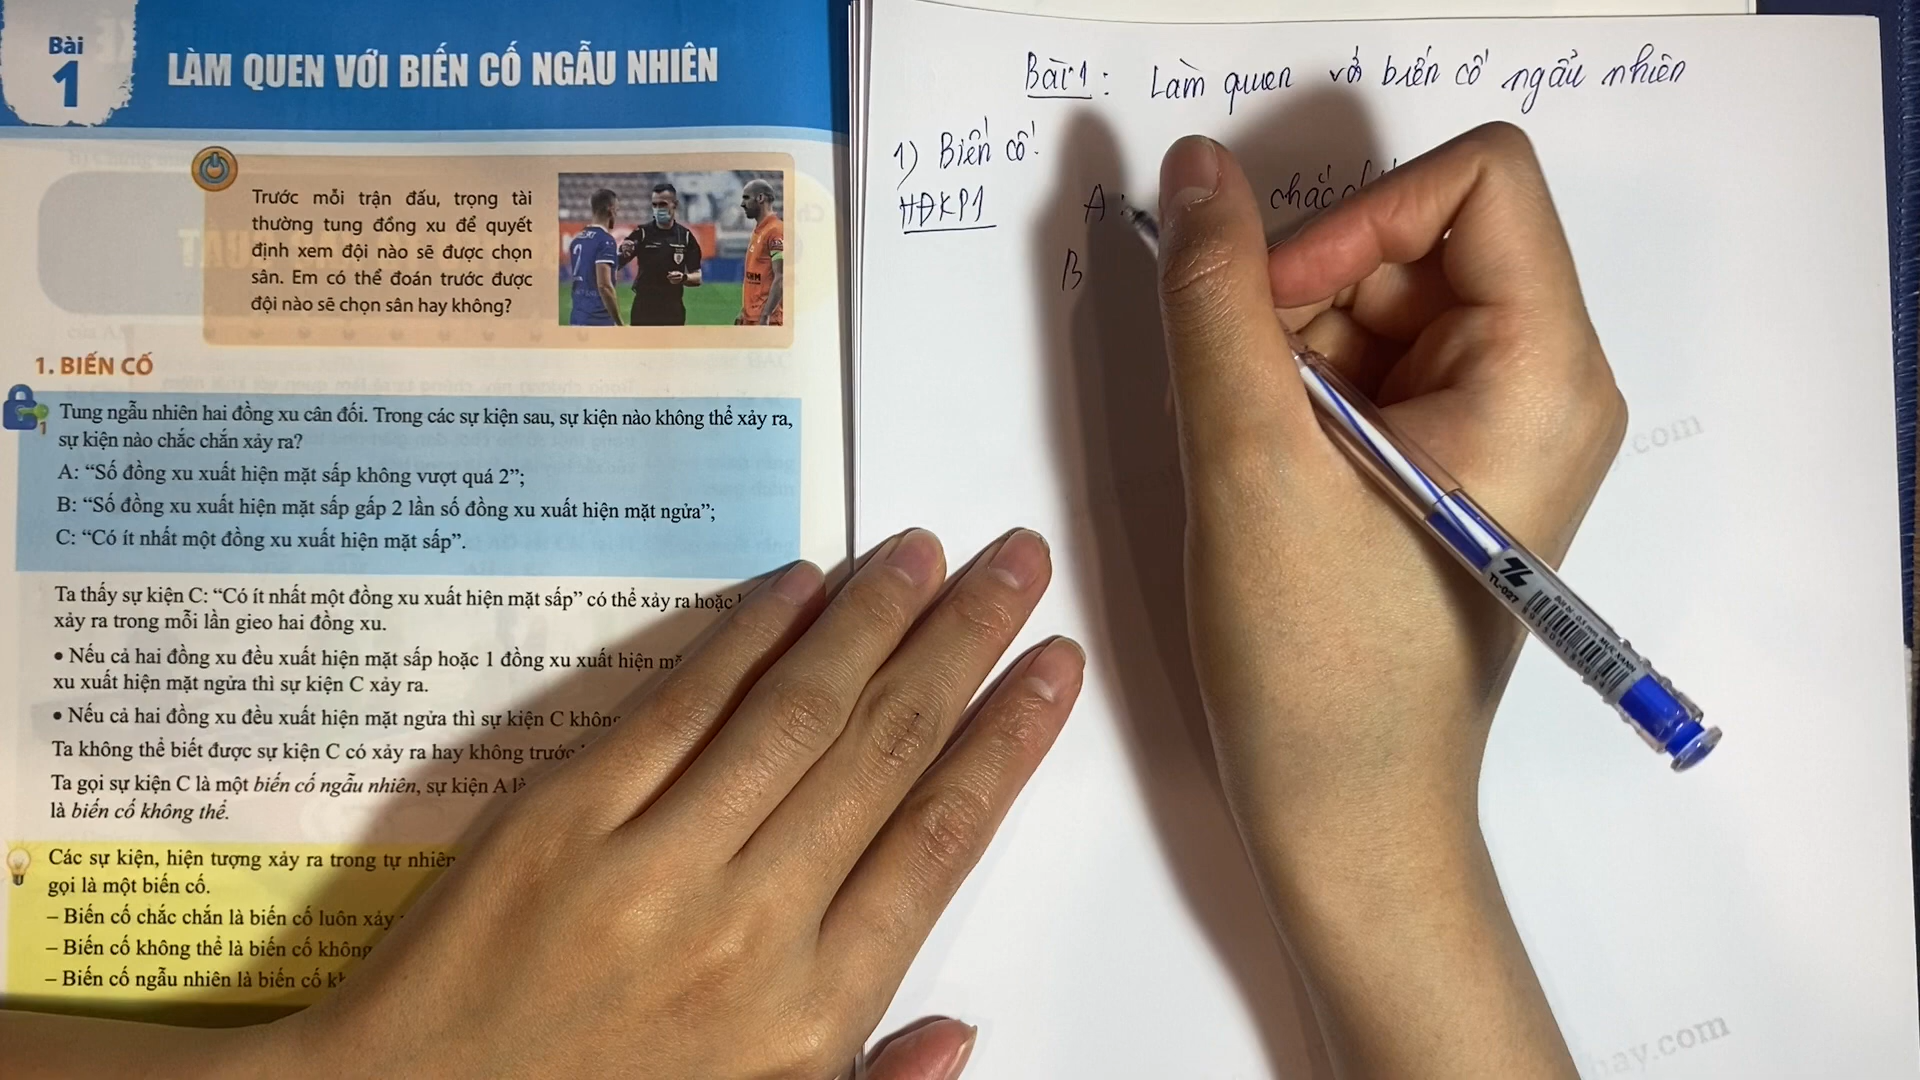 Bài
1
LÀM QUEN VỚI BIẾN CỐ NGẪU NHIÊN
Trước mỗi trận đấu, trọng tài
thường tung đồng xu để quyết
định xem đội nào sẽ được chọn
sân. Em có thể đoán trước được
đội nào sẽ chọn sân hay không?
1. BIẾN CỐ
1
Tung ngẫu nhiên hai đồng xu cân đối. Trong các sự kiện sau, sự kiện nào không thể xảy ra,
sự kiện nào chắc chắn xảy ra?
A: “Số đồng xu xuất hiện mặt sấp không vượt quá 2”;
B: “Số đồng xu xuất hiện mặt sấp gấp 2 lần số đồng xu xuất hiện mặt ngửa”;
C: “Có ít nhất một đồng xu xuất hiện mặt sấp”.
Ta thấy sự kiện C: “Có ít nhất một đồng xu xuất hiện mặt sấp” có thể xảy ra hoặc
xảy ra trong mỗi lần gieo hai đồng xu.
• Nếu cả hai đồng xu đều xuất hiện mặt sấp hoặc 1 đồng xu xuất hiện
xu xuất hiện mặt ngửa thì sự kiện C xảy ra.
• Nếu cả hai đồng xu đều xuất hiện mặt ngửa thì sự kiện C
Ta không thể biết được sự kiện C có xảy ra hay không trước
Ta gọi sự kiện C là một biến cố ngẫu nhiên, sự kiện A
là biến cố không thể.
Các sự kiện, hiện tượng xảy ra trong tự nhiên
gọi là một biến cố.
– Biến cố chắc chắn là biến cố luôn xảy
– Biến cố không thể là biến cố không
– Biến cố ngẫu nhiên là biến cố
Bài 1: Làm quen với biến cố ngẫu nhiên
1) Biến cố:
HĐKP1
A: chắc
B
TL-027
.com
hay.com